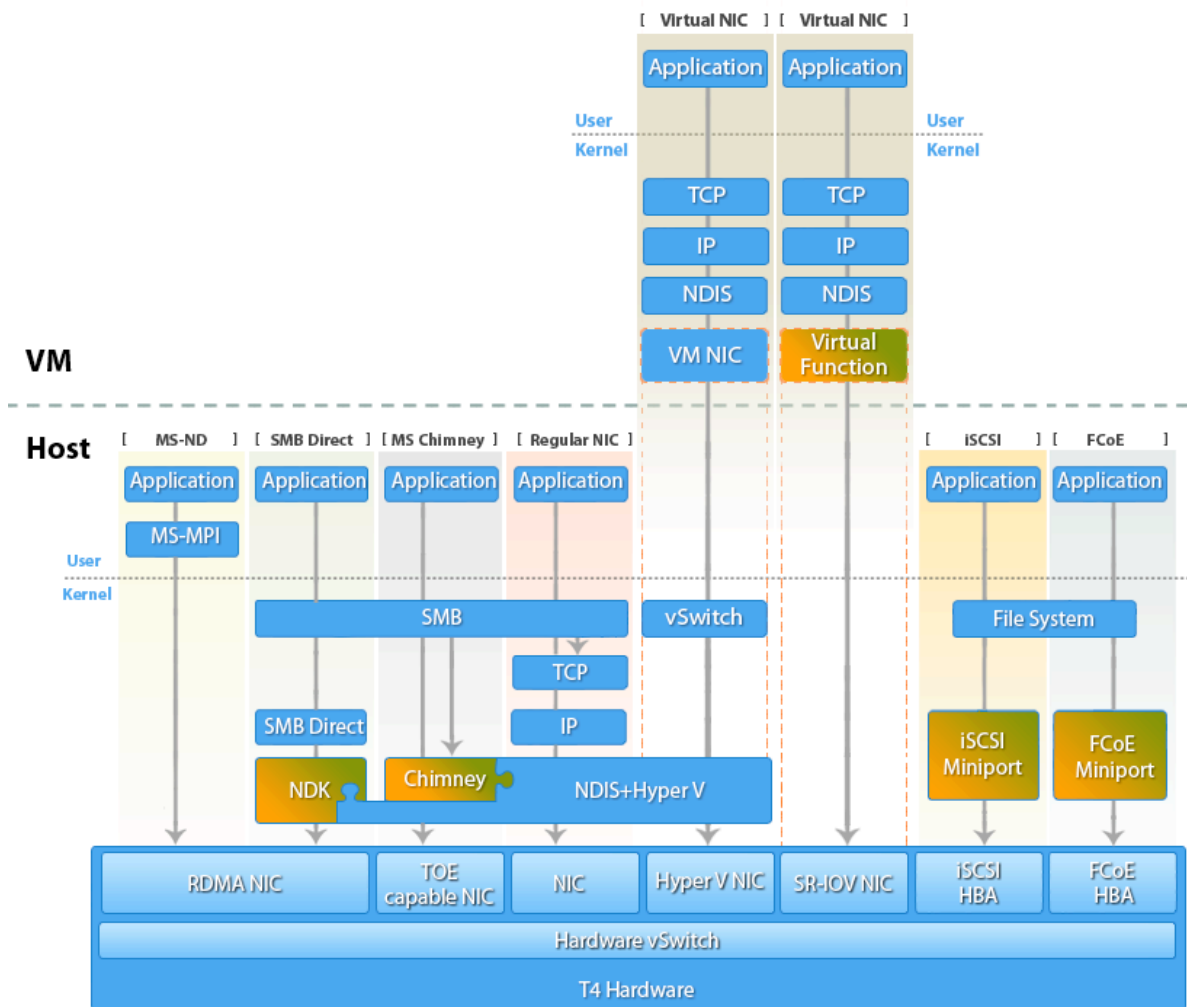 [ Virtual NIC ] [ Virtual NIC ]
Application Application
User User
Kernel Kernel
TCP TCP
IP IP
NDIS NDIS
VM NIC Virtual Function
VM
Host
[ MS-ND ] [ SMB Direct ] [ MS Chimney ] [ Regular NIC ] [ iSCSI ] [ FCoE ]
Application Application Application Application Application Application
MS-MPI
User
Kernel
SMB vSwitch File System
TCP
SMB Direct IP
iSCSI Miniport FCoE Miniport
NDK Chimney NDIS+Hyper V
RDMA NIC TOE capable NIC NIC Hyper V NIC SR-IOV NIC iSCSI HBA FCoE HBA
Hardware vSwitch
T4 Hardware